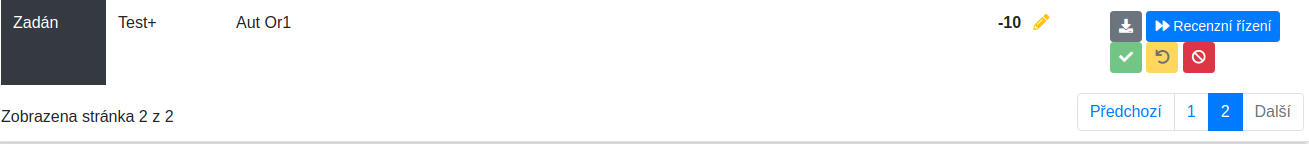 Zadán Test+ Aut Or1 -10 Recenzní řízení
Zobrazena stránka 2 z 2
Předchozí 1 2 Další